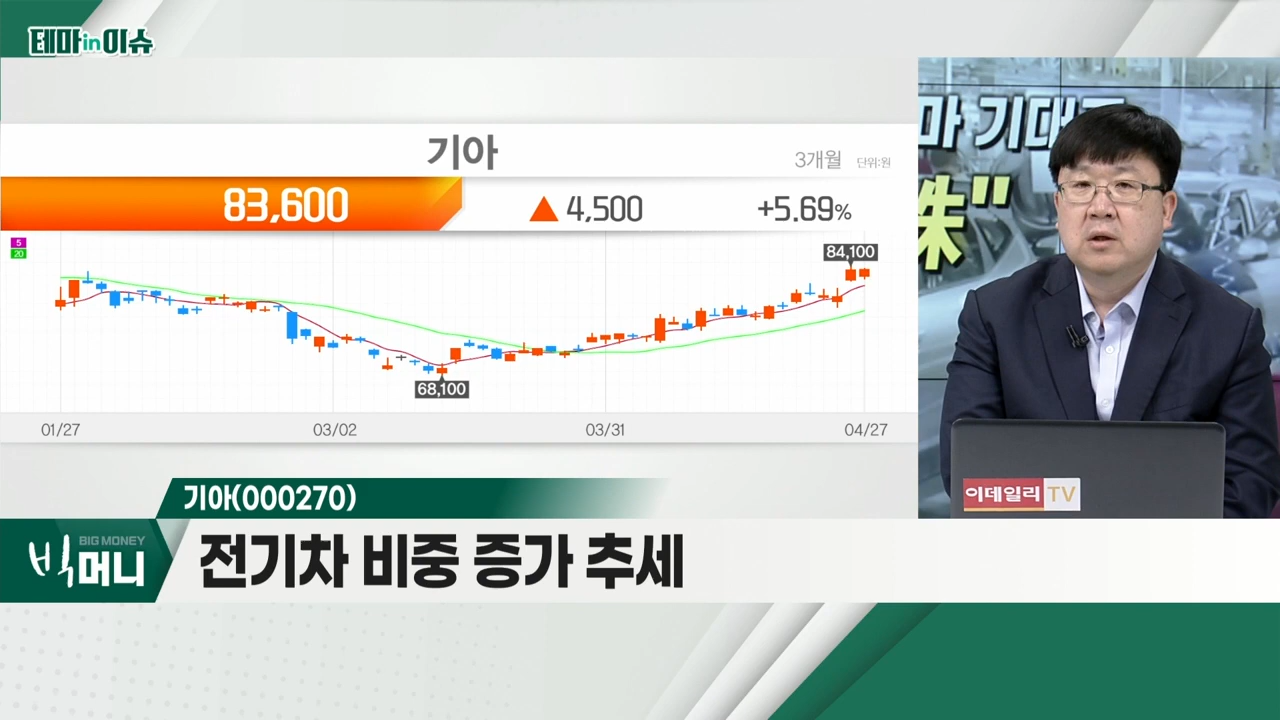 테마in이슈
마 기대
株"
기아
3개월 단위:원
83,600 ▲ 4,500 +5.69%
5
20
84,100
68,100
01/27 03/02 03/31 04/27
이데일리 TV
기아(000270)
BIG MONEY
빅머니
전기차 비중 증가 추세